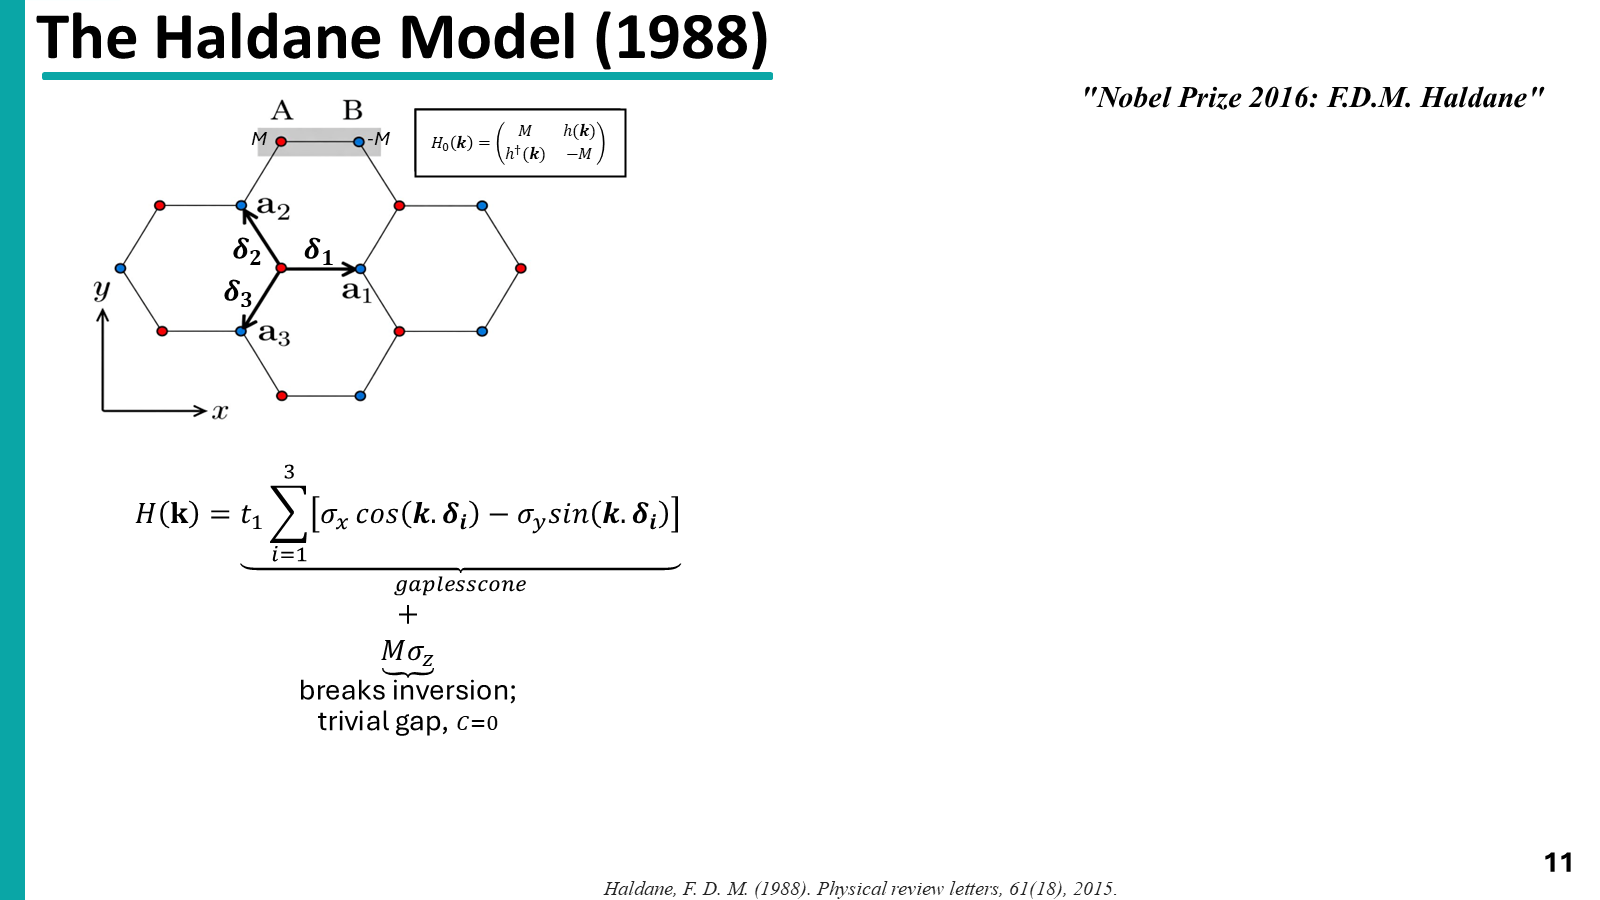 The Haldane Model (1988)
"Nobel Prize 2016: F.D.M. Haldane"
A B
M -M
H₀(k) = ( M h(k) h†(k) −M )
a₂
δ₂ δ₁
δ₃ a₁
y
a₃
x
H(k) = t₁ ∑_{i=1}^{3} [σₓ cos(k. δᵢ) − σ_y sin(k. δᵢ)]
gaplesscone
+
Mσ_z
breaks inversion;
trivial gap, C=0
11
Haldane, F. D. M. (1988). Physical review letters, 61(18), 2015.